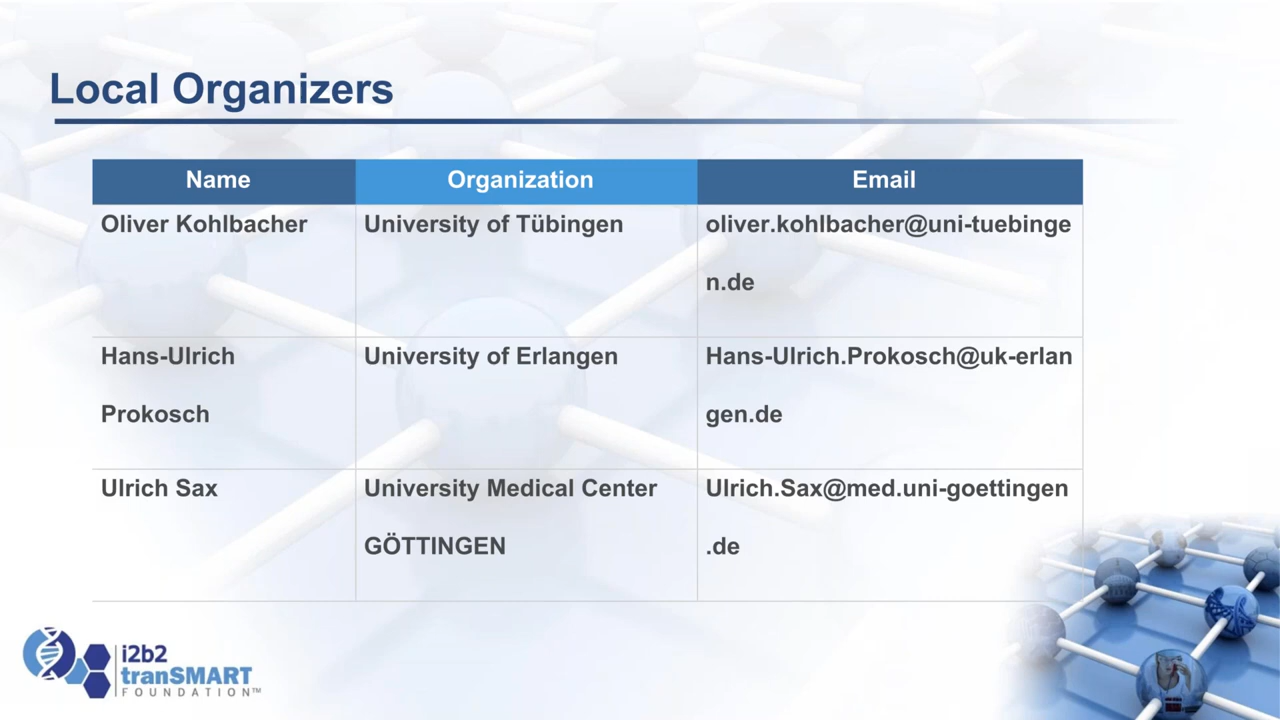 Local Organizers
Name Organization Email
Oliver Kohlbacher University of Tübingen oliver.kohlbacher@uni-tuebinge
n.de
Hans-Ulrich University of Erlangen Hans-Ulrich.Prokosch@uk-erlan
Prokosch gen.de
Ulrich Sax University Medical Center Ulrich.Sax@med.uni-goettingen
GÖTTINGEN .de
i2b2
tranSMART
FOUNDATION™